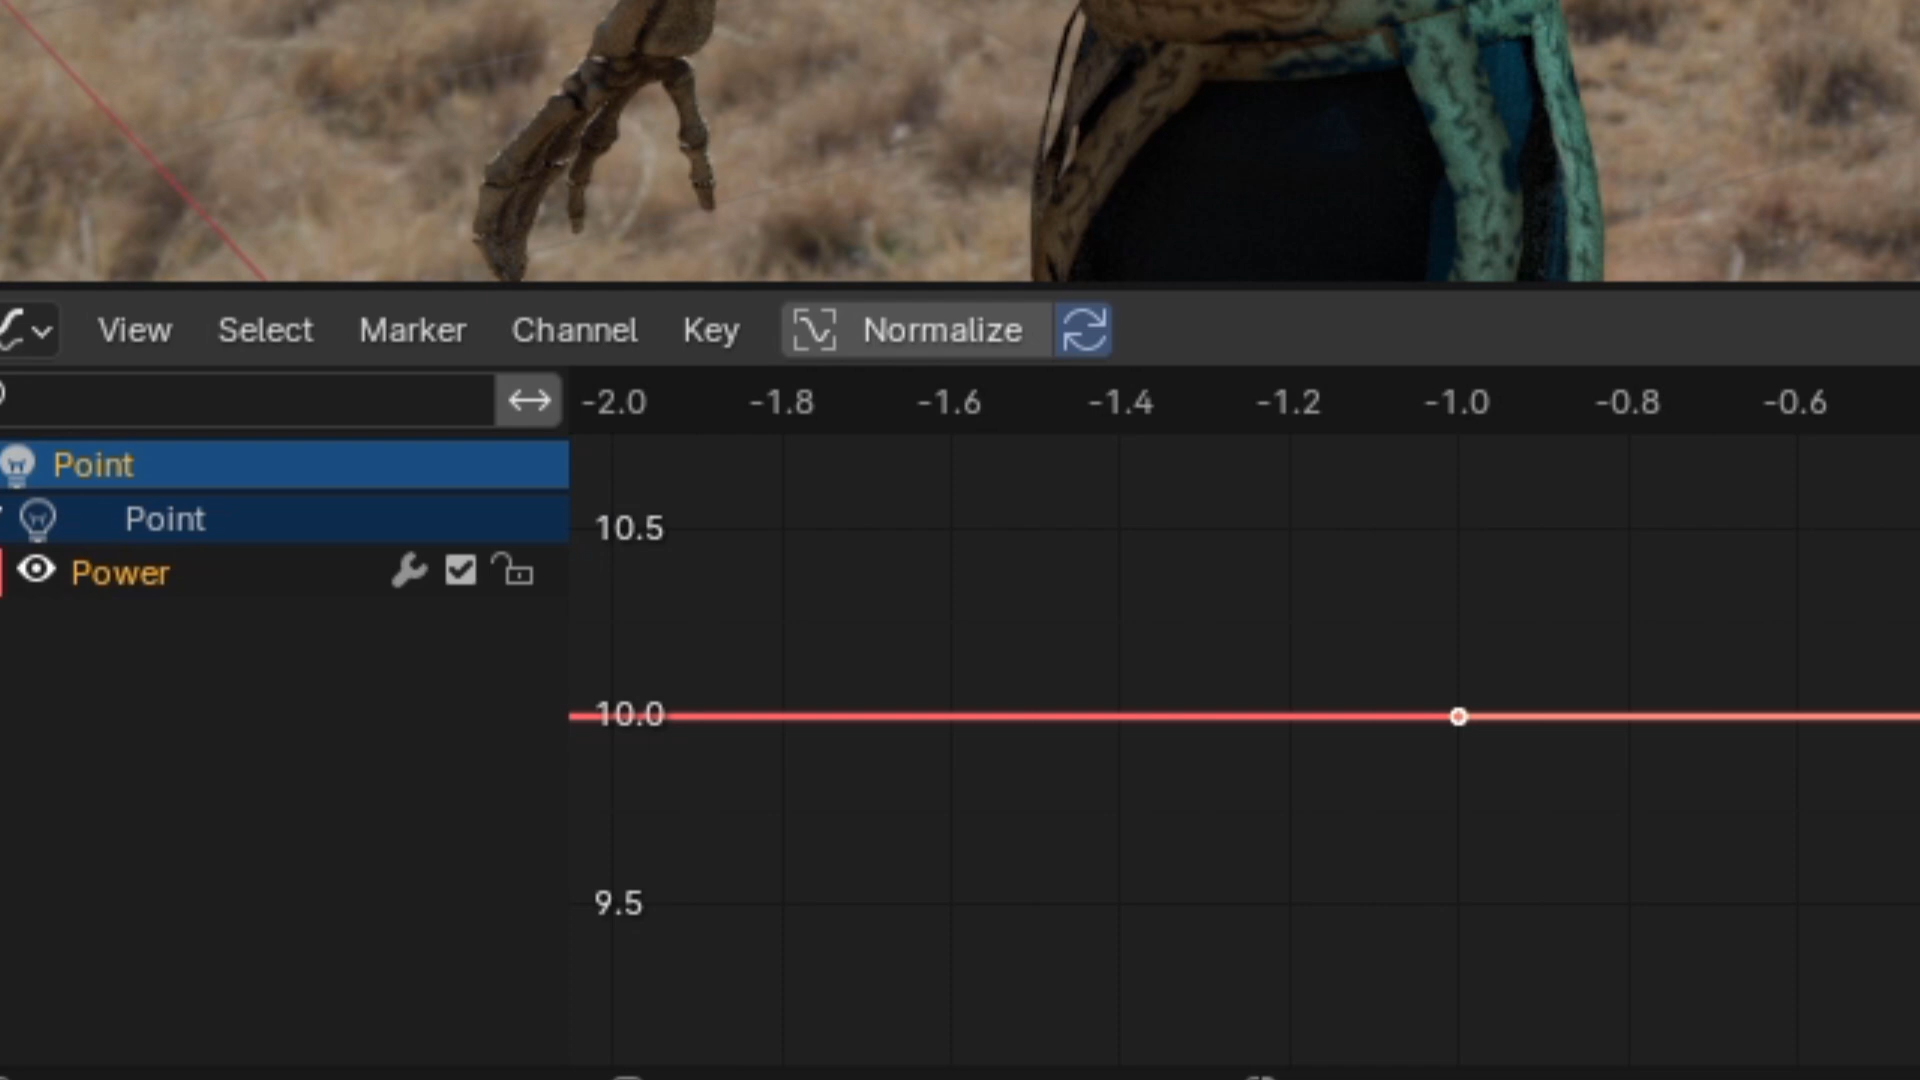 View Select Marker Channel Key Normalize
-2.0 -1.8 -1.6 -1.4 -1.2 -1.0 -0.8 -0.6
Point
Point
10.5
Power
10.0
9.5